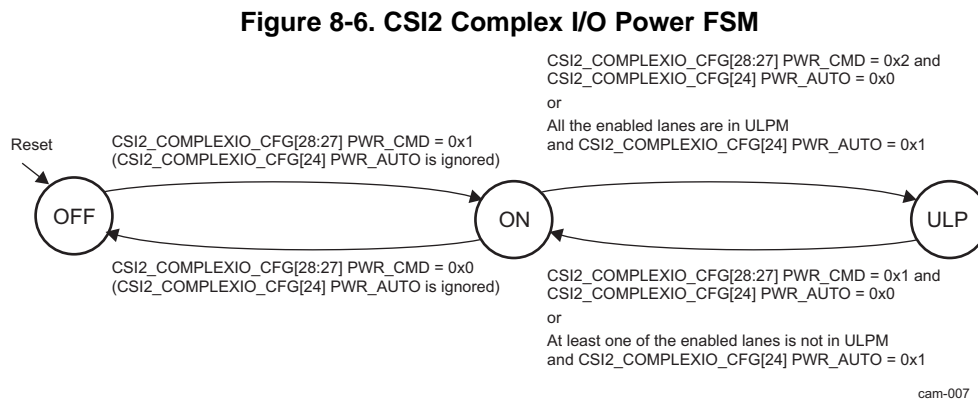 Figure 8-6. CSI2 Complex I/O Power FSM
CSI2_COMPLEXIO_CFG[28:27] PWR_CMD = 0x2 and
CSI2_COMPLEXIO_CFG[24] PWR_AUTO = 0x0
or
All the enabled lanes are in ULPM
and CSI2_COMPLEXIO_CFG[24] PWR_AUTO = 0x1
Reset
CSI2_COMPLEXIO_CFG[28:27] PWR_CMD = 0x1
(CSI2_COMPLEXIO_CFG[24] PWR_AUTO is ignored)
OFF
ON
ULP
CSI2_COMPLEXIO_CFG[28:27] PWR_CMD = 0x0
(CSI2_COMPLEXIO_CFG[24] PWR_AUTO is ignored)
CSI2_COMPLEXIO_CFG[28:27] PWR_CMD = 0x1 and
CSI2_COMPLEXIO_CFG[24] PWR_AUTO = 0x0
or
At least one of the enabled lanes is not in ULPM
and CSI2_COMPLEXIO_CFG[24] PWR_AUTO = 0x1
cam-007